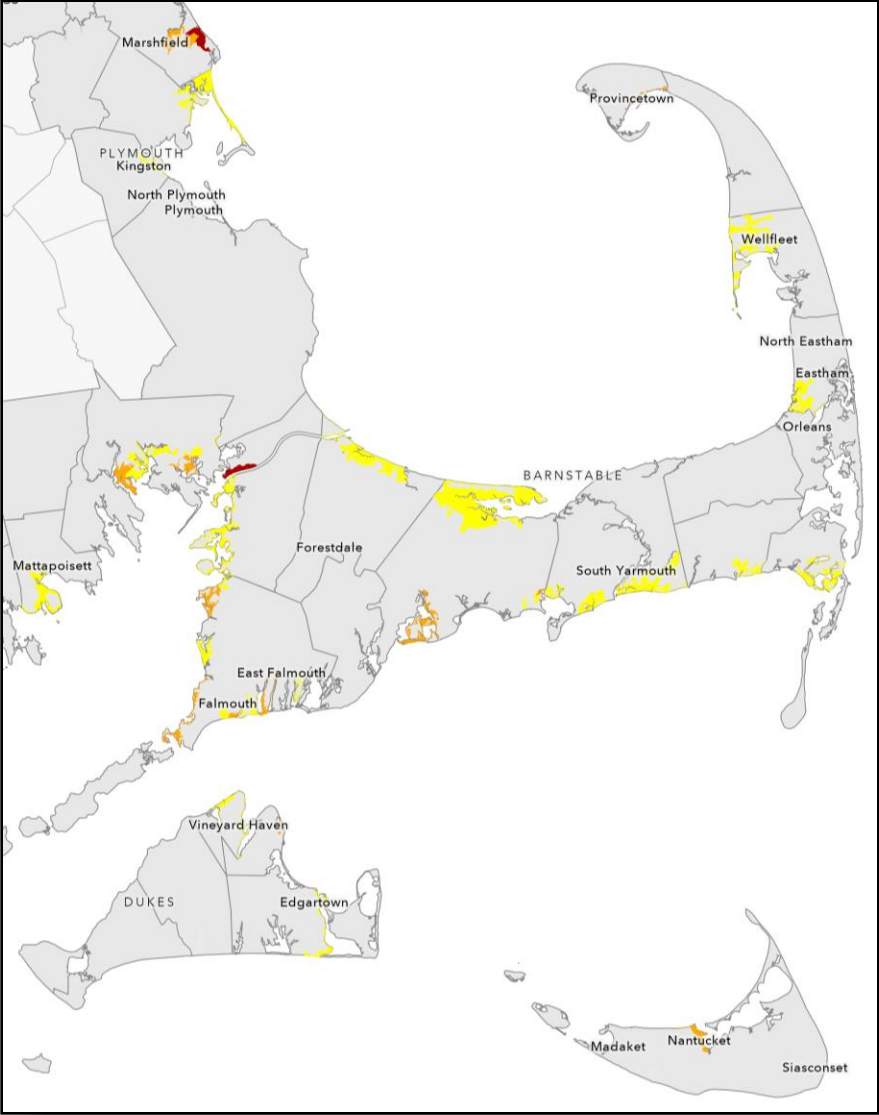 Marshfield
Provincetown
PLYMOUTH
Kingston
North Plymouth
Plymouth
Wellfleet
North Eastham
Eastham
Orleans
BARNSTABLE
Forestdale
Mattapoisett
South Yarmouth
East Falmouth
Falmouth
Vineyard Haven
DUKES
Edgartown
Nantucket
Madaket
Siasconset